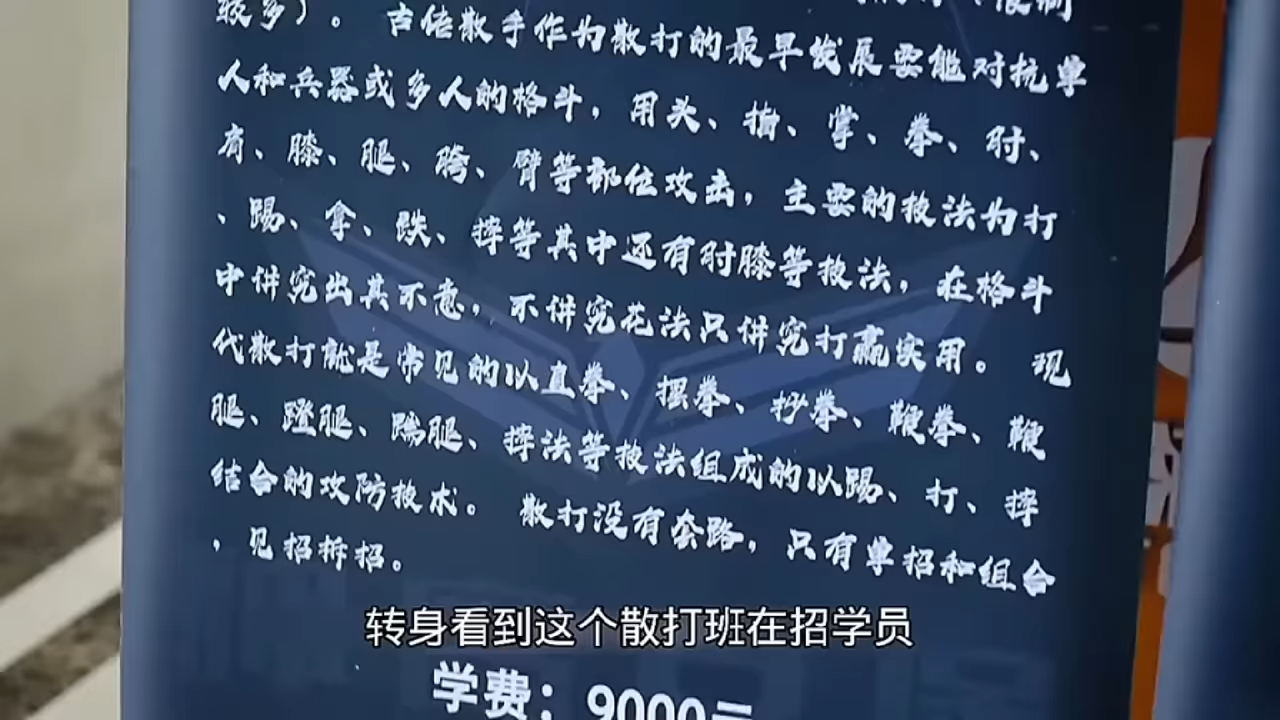 较多）。 古传散手作为散打的最早发展要能对抗单
人和兵器或多人的格斗，用头、指、掌、拳、肘、
肩、膝、腿、胯、臂等部位攻击，主要的技法为打
、踢、拿、跌、摔等其中还有肘膝等技法，在格斗
中讲究出其不意，不讲究花法只讲究打赢实用。 现
代散打就是常见的以直拳、摆拳、抄拳、鞭拳、鞭
腿、蹬腿、踹腿、摔法等技法组成的以踢、打、摔
结合的攻防技术。 散打没有套路，只有单招和组合
，见招拆招。
转身看到这个散打班在招学员
学费：9000元